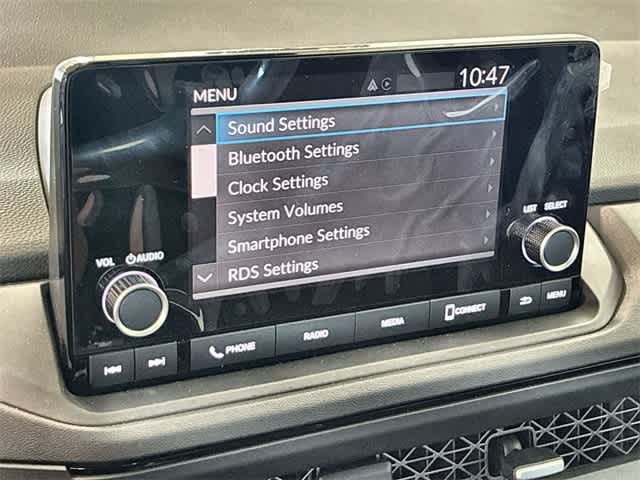 10:47
MENU
Sound Settings
Bluetooth Settings
Clock Settings
System Volumes
Smartphone Settings
RDS Settings
VOL AUDIO
LIST SELECT
PHONE RADIO MEDIA CONNECT MENU